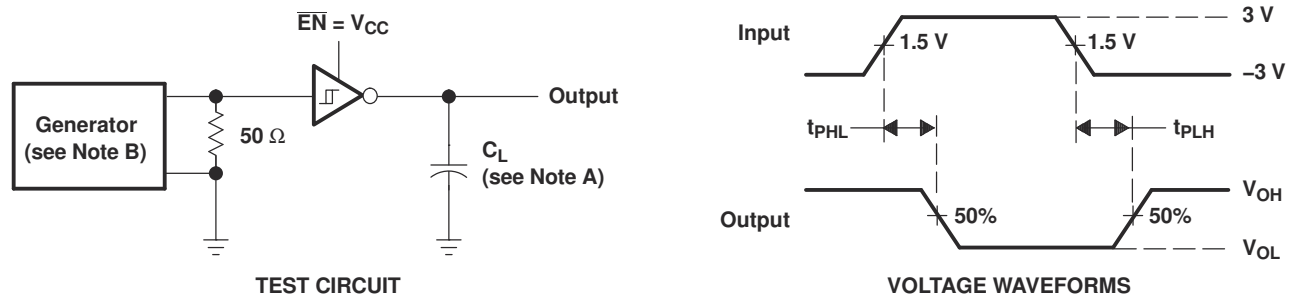 EN = VCC
Generator
(see Note B)
50 Ω
Output
CL
(see Note A)
TEST CIRCUIT
Input
1.5 V
1.5 V
3 V
−3 V
tPHL
tPLH
Output
50%
50%
VOH
VOL
VOLTAGE WAVEFORMS